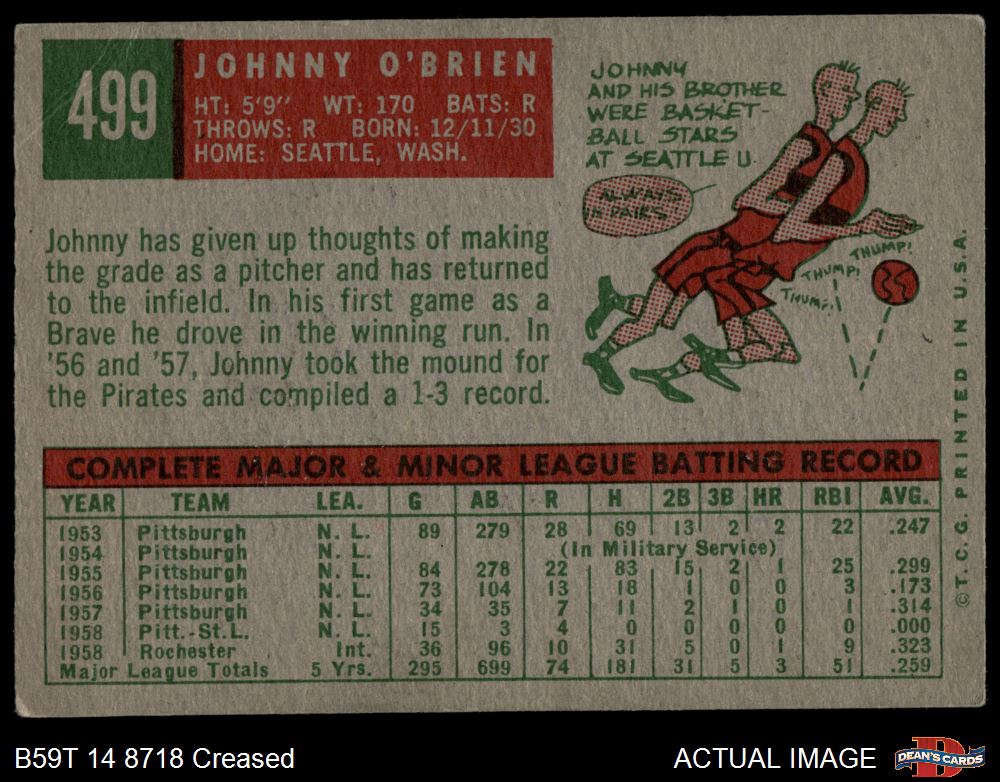 499
JOHNNY O'BRIEN
HT: 5'9" WT: 170 BATS: R
THROWS: R BORN: 12/11/30
HOME: SEATTLE, WASH.
JOHNNY
AND HIS BROTHER
WERE BASKET-
BALL STARS
AT SEATTLE U.
ALWAYS
IN PAIRS
THUMP!
THUMP!
THUMP!
Johnny has given up thoughts of making
the grade as a pitcher and has returned
to the infield. In his first game as a
Brave he drove in the winning run. In
'56 and '57, Johnny took the mound for
the Pirates and compiled a 1-3 record.
COMPLETE MAJOR & MINOR LEAGUE BATTING RECORD
YEAR TEAM LEA. G AB R H 2B 3B HR RBI AVG.
1953 Pittsburgh N. L. 89 279 28 69 13 2 2 22 .247
1954 Pittsburgh N. L. (In Military Service)
1955 Pittsburgh N. L. 84 278 22 83 15 2 1 25 .299
1956 Pittsburgh N. L. 73 104 13 18 1 0 0 3 .173
1957 Pittsburgh N. L. 34 35 7 11 2 1 0 1 .314
1958 Pitt.-St.L. N. L. 15 3 4 0 0 0 0 0 .000
1958 Rochester Int. 36 96 10 31 5 0 1 9 .323
Major League Totals 5 Yrs. 295 699 74 181 31 5 3 51 .259
© T. C. G. PRINTED IN U.S.A.
B59T 14 8718 Creased
ACTUAL IMAGE
D
DEAN'S CARDS